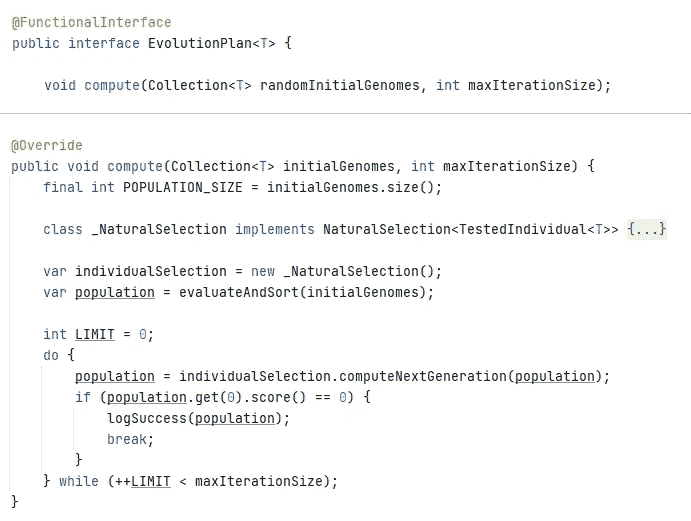 @FunctionalInterface
public interface EvolutionPlan<T> {
void compute(Collection<T> randomInitialGenomes, int maxIterationSize);
@Override
public void compute(Collection<T> initialGenomes, int maxIterationSize) {
final int POPULATION_SIZE = initialGenomes.size();
class _NaturalSelection implements NaturalSelection<TestedIndividual<T>> {...}
var individualSelection = new _NaturalSelection();
var population = evaluateAndSort(initialGenomes);
int LIMIT = 0;
do {
population = individualSelection.computeNextGeneration(population);
if (population.get(0).score() == 0) {
logSuccess(population);
break;
}
} while (++LIMIT < maxIterationSize);
}